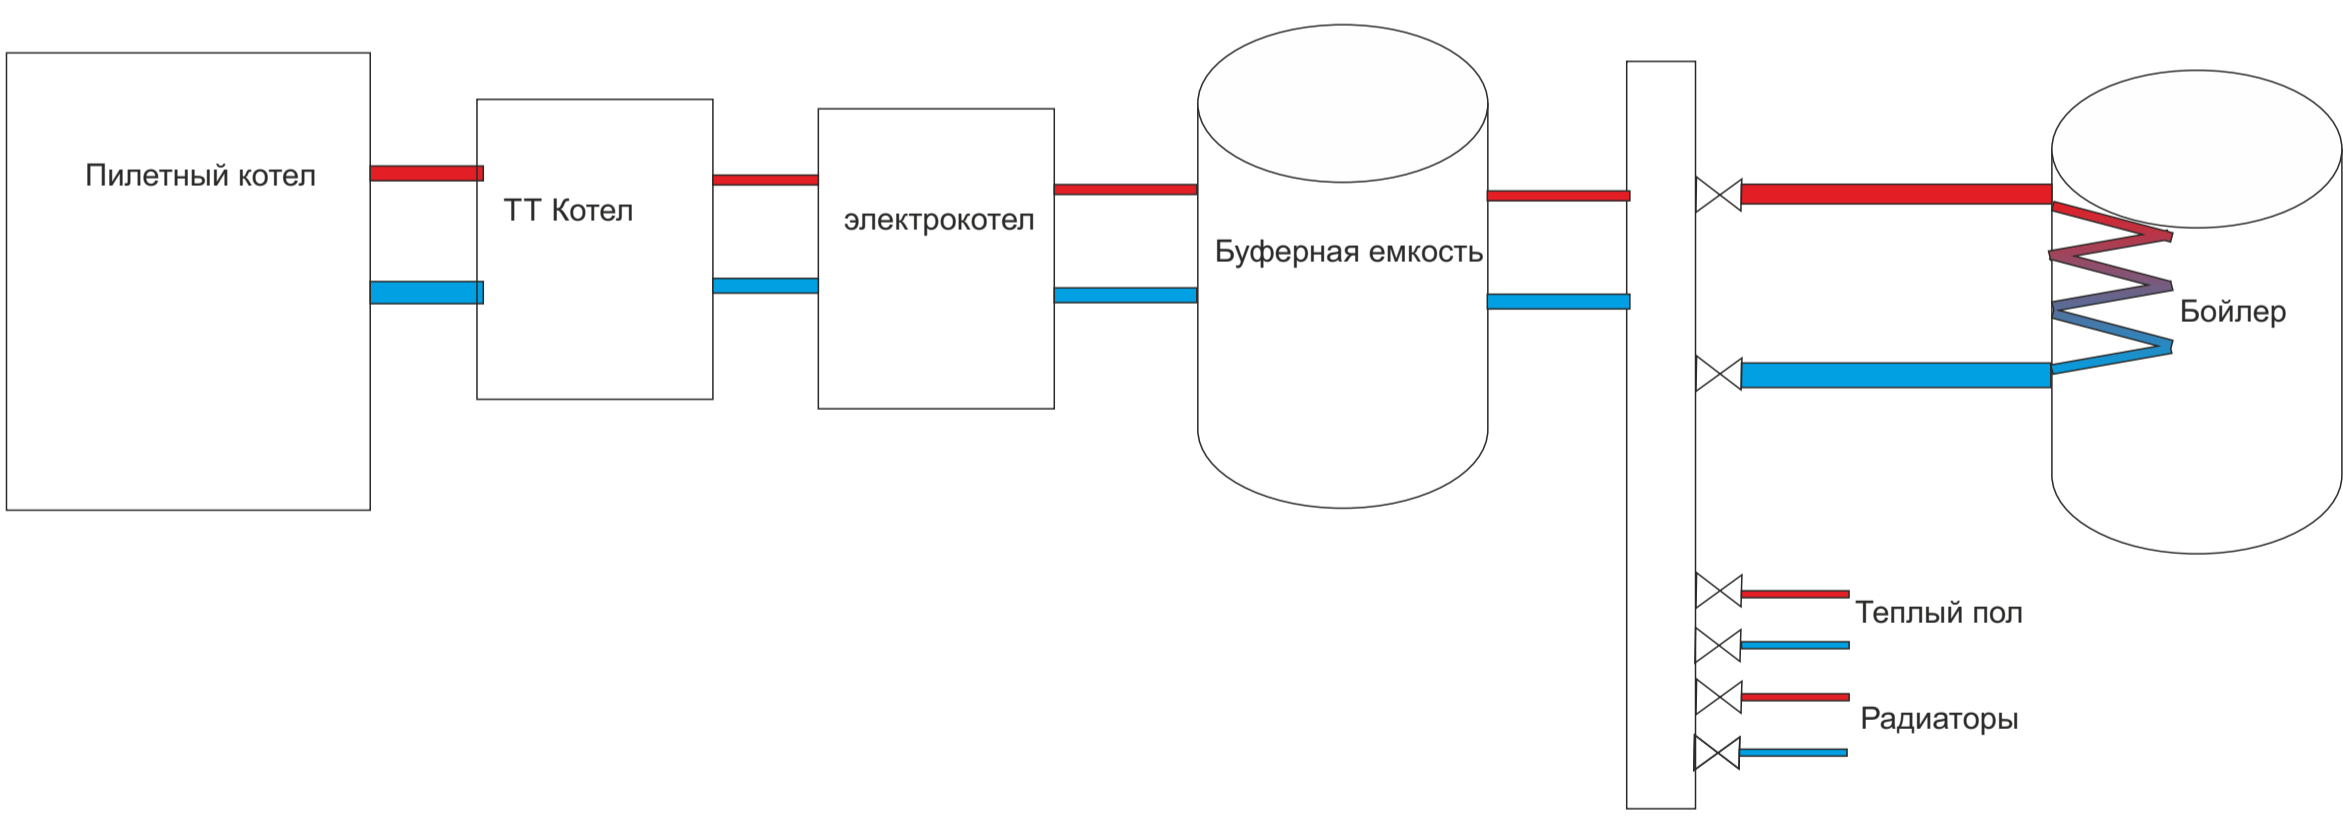 Пилетный котел
ТТ Котел
электрокотел
Буферная емкость
Бойлер
Теплый пол
Радиаторы